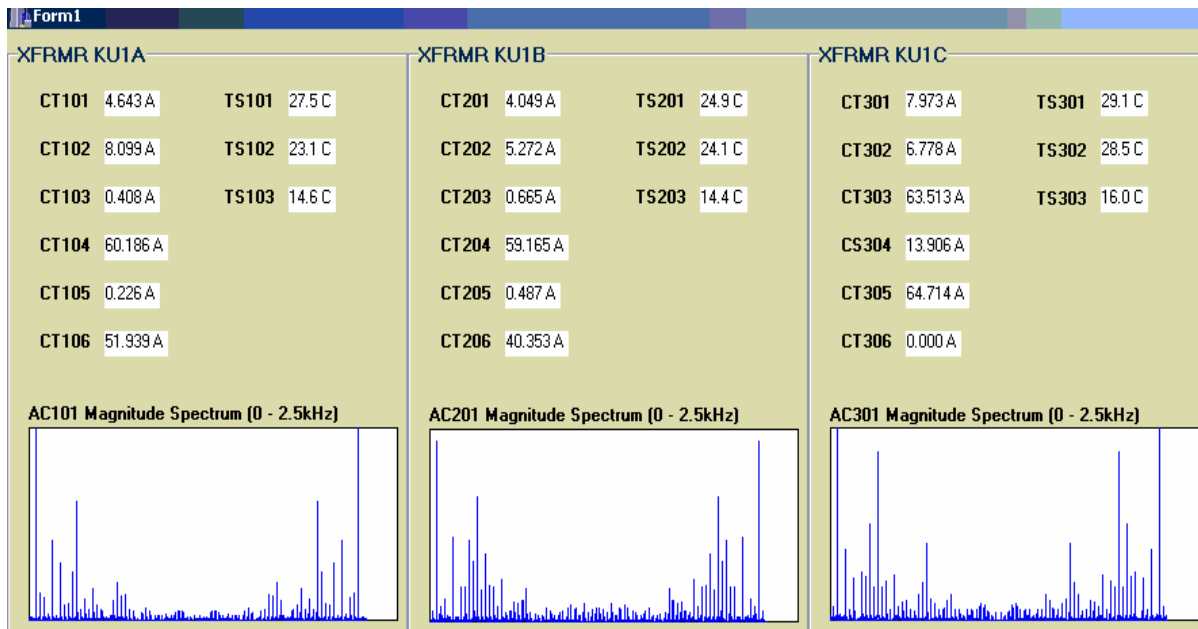 Form1
XFRMR KU1A
CT101 4.643 A TS101 27.5 C
CT102 8.099 A TS102 23.1 C
CT103 0.408 A TS103 14.6 C
CT104 60.186 A
CT105 0.226 A
CT106 51.939 A
AC101 Magnitude Spectrum (0 - 2.5kHz)
XFRMR KU1B
CT201 4.049 A TS201 24.9 C
CT202 5.272 A TS202 24.1 C
CT203 0.665 A TS203 14.4 C
CT204 59.165 A
CT205 0.487 A
CT206 40.353 A
AC201 Magnitude Spectrum (0 - 2.5kHz)
XFRMR KU1C
CT301 7.973 A TS301 29.1 C
CT302 6.778 A TS302 28.5 C
CT303 63.513 A TS303 16.0 C
CS304 13.906 A
CT305 64.714 A
CT306 0.000 A
AC301 Magnitude Spectrum (0 - 2.5kHz)